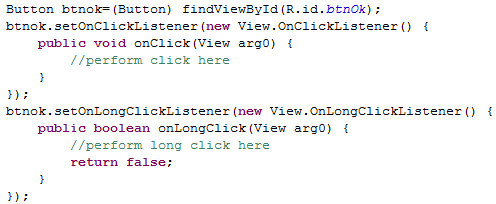 Button btnok=(Button) findViewById(R.id.btnOk);
btnok.setOnClickListener(new View.OnClickListener() {
    public void onClick(View arg0) {
        //perform click here
    }
});
btnok.setOnLongClickListener(new View.OnLongClickListener() {
    public boolean onLongClick(View arg0) {
        //perform long click here
        return false;
    }
});